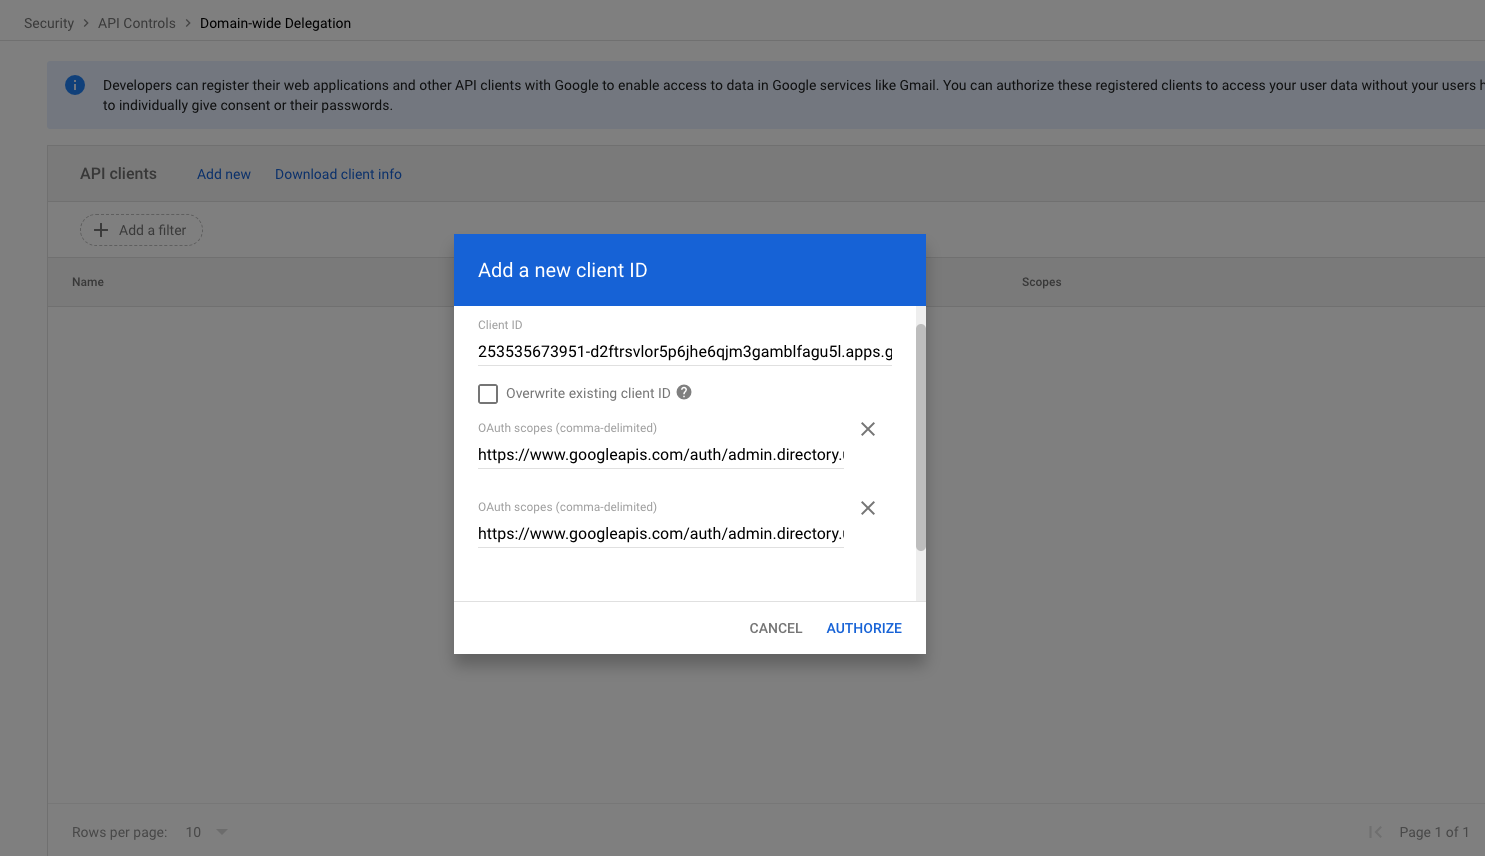 Security > API Controls > Domain-wide Delegation
Developers can register their web applications and other API clients with Google to enable access to data in Google services like Gmail. You can authorize these registered clients to access your user data without your users
to individually give consent or their passwords.
API clients Add new Download client info
Add a filter
Name Scopes
Add a new client ID
Client ID
253535673951-d2ftrsvlor5p6jhe6qjm3gamblfagu5l.apps.g
Overwrite existing client ID
OAuth scopes (comma-delimited)
https://www.googleapis.com/auth/admin.directory.
OAuth scopes (comma-delimited)
https://www.googleapis.com/auth/admin.directory.
CANCEL AUTHORIZE
Rows per page: 10 Page 1 of 1